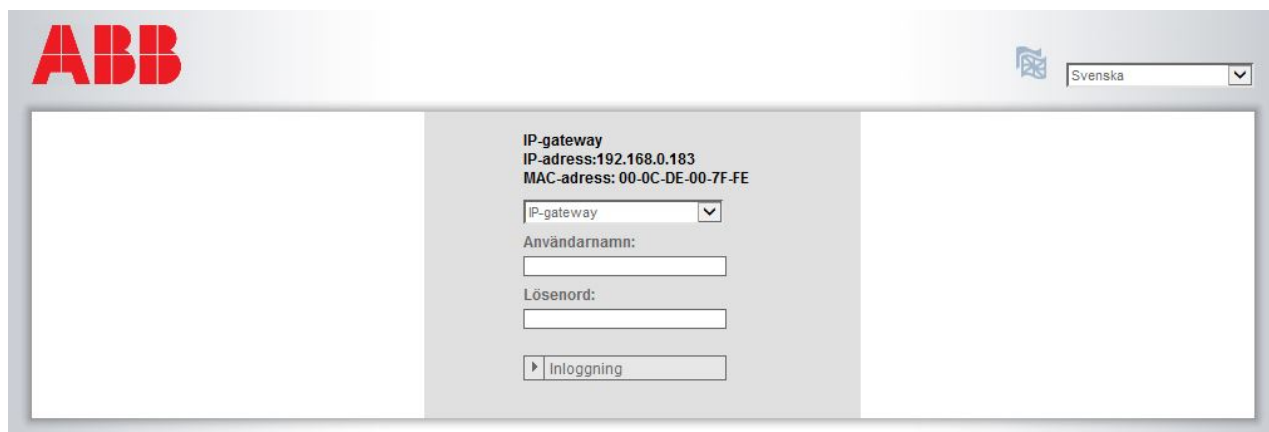 ABB
Svenska
IP-gateway
IP-adress:192.168.0.183
MAC-adress: 00-0C-DE-00-7F-FE
IP-gateway
Användarnamn:
Lösenord:
Inloggning